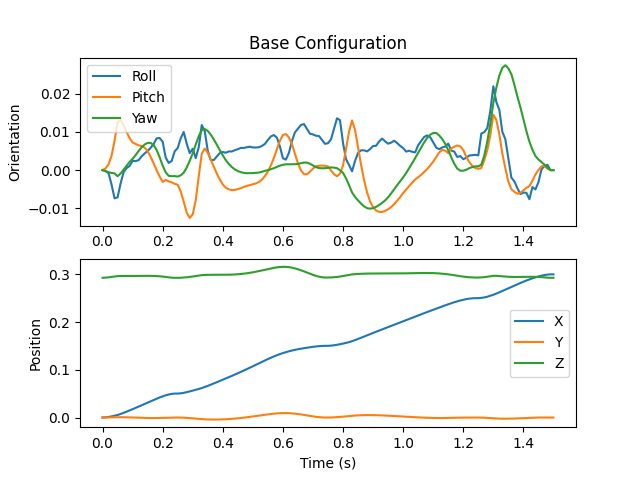 Base Configuration
Orientation
0.02
0.01
0.00
−0.01
Roll
Pitch
Yaw
0.0 0.2 0.4 0.6 0.8 1.0 1.2 1.4
Position
0.3
0.2
0.1
0.0
X
Y
Z
0.0 0.2 0.4 0.6 0.8 1.0 1.2 1.4
Time (s)